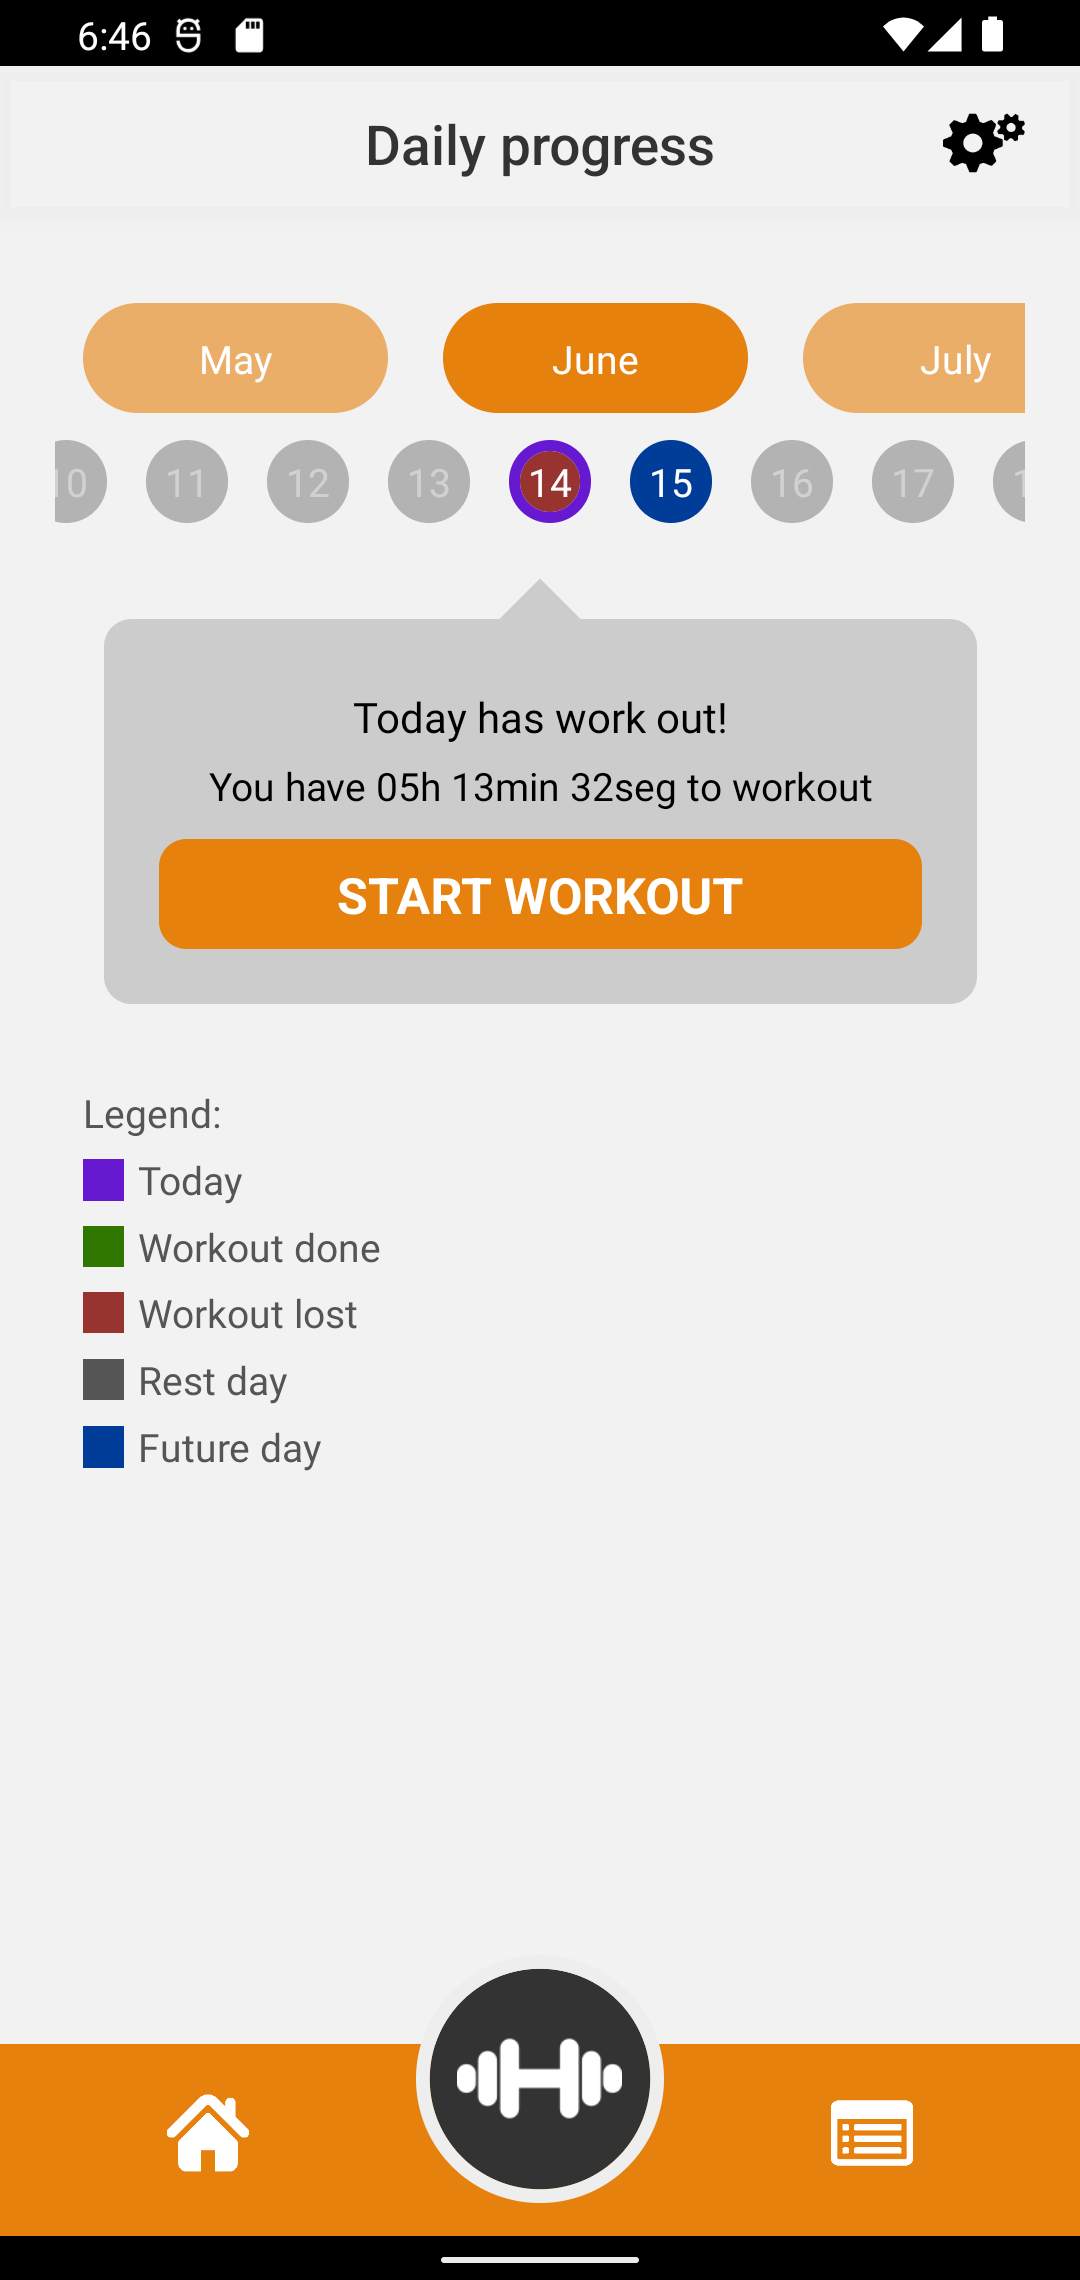 6:46
Daily progress
May June July
10 11 12 13 14 15 16 17
Today has work out!
You have 05h 13min 32seg to workout
START WORKOUT
Legend:
Today
Workout done
Workout lost
Rest day
Future day